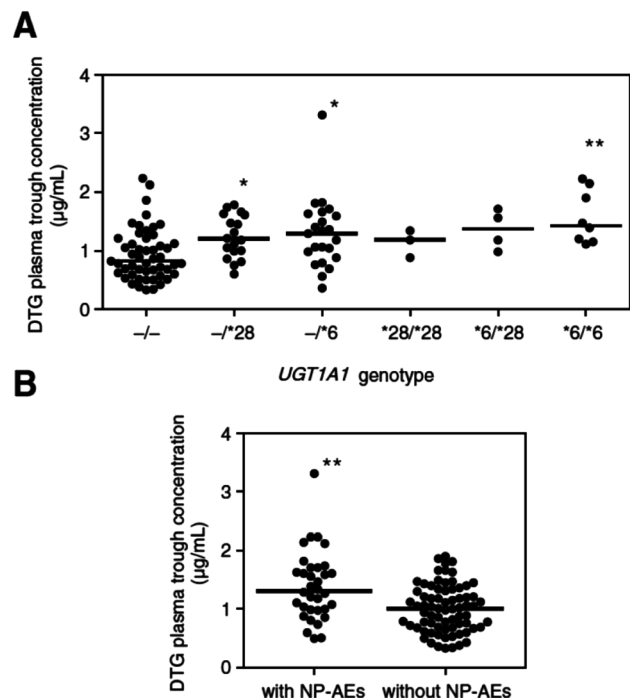 A
DTG plasma trough concentration
(μg/mL)
4
3
2
1
0
*
*
**
–/–
–/*28
–/*6
*28/*28
*6/*28
*6/*6
UGT1A1 genotype
B
DTG plasma trough concentration
(μg/mL)
4
3
2
1
0
**
with NP-AEs
without NP-AEs